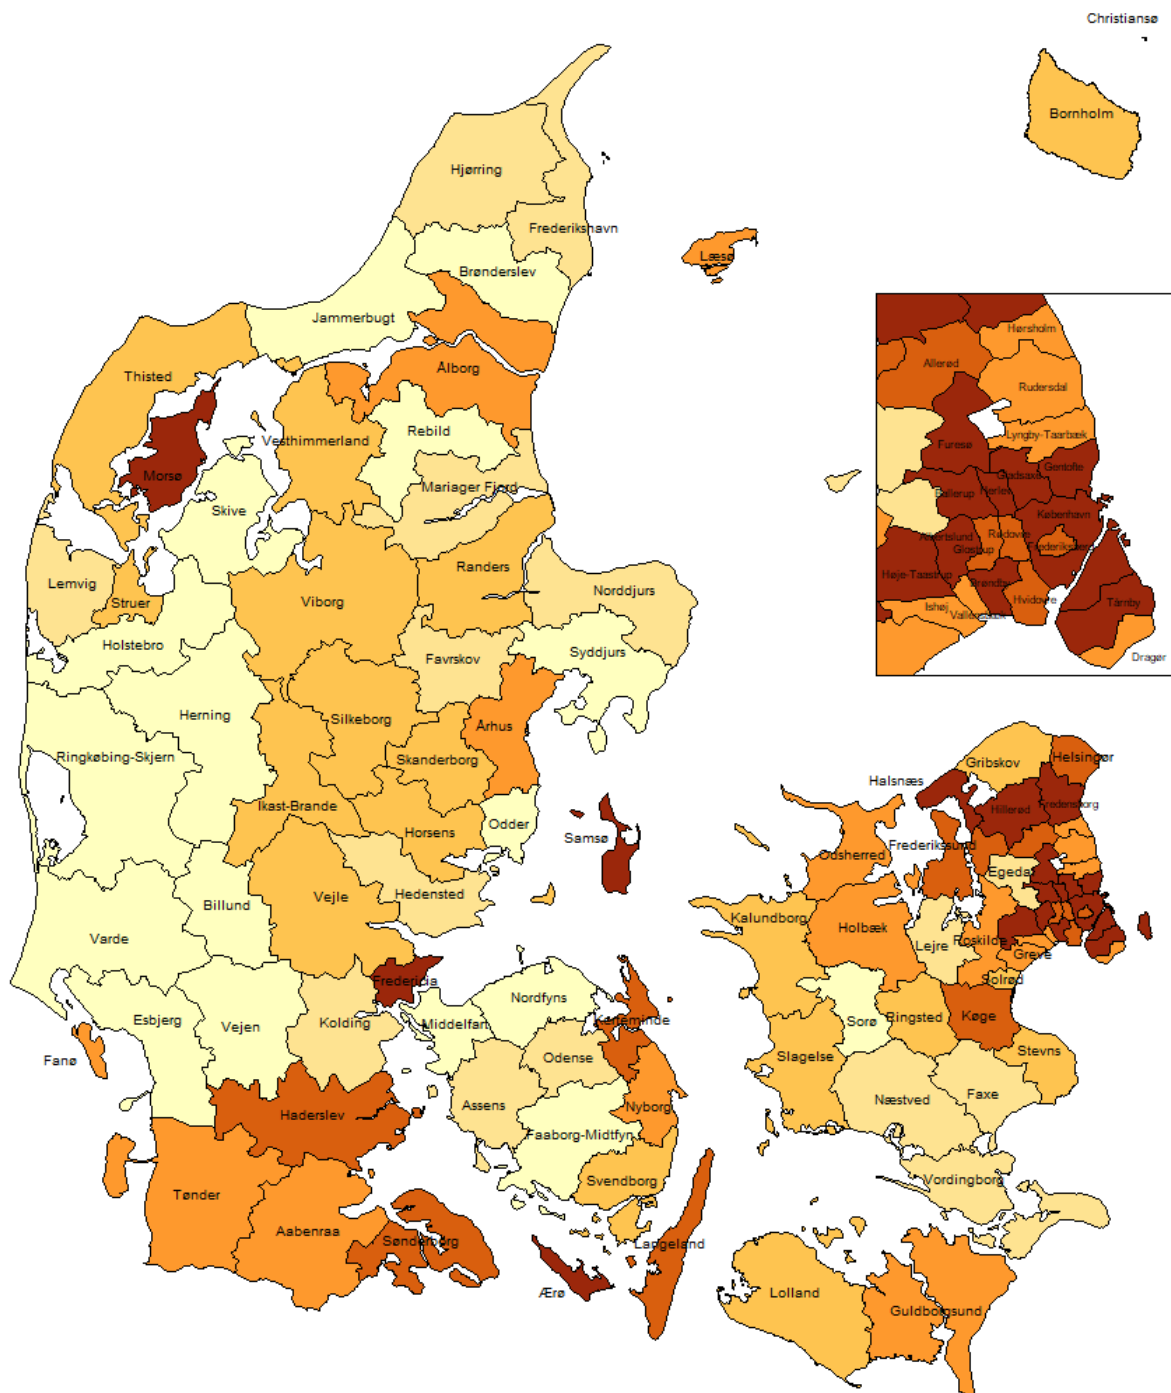 Christiansø
Bornholm
Hjørring
Frederikshavn
Læsø
Brønderslev
Jammerbugt
Ålborg
Thisted
Rebild
Vesthimmerland
Morsø
Mariager Fjord
Skive
Randers
Lemvig
Norddjurs
Struer
Viborg
Holstebro
Favrskov
Syddjurs
Herning
Silkeborg
Århus
Ringkøbing-Skjern
Skanderborg
Ikast-Brande
Horsens
Odder
Samsø
Hedensted
Vejle
Billund
Varde
Fredericia
Nordfyns
Esbjerg
Vejen
Kolding
Middelfart
Kerteminde
Fanø
Odense
Haderslev
Assens
Nyborg
Faaborg-Midtfyn
Svendborg
Tønder
Aabenraa
Sønderborg
Langeland
Ærø
Hørsholm
Allerød
Rudersdal
Lyngby-Taarbæk
Furesø
Gentofte
Gladsaxe
Ballerup
Herlev
København
Albertslund
Rødovre
Frederiksberg
Glostrup
Høje-Taastrup
Brøndby
Hvidovre
Ishøj
Vallensbæk
Tårnby
Dragør
Helsingør
Gribskov
Halsnæs
Hillerød
Fredensborg
Frederikssund
Odsherred
Egedal
Kalundborg
Holbæk
Lejre
Roskilde
Greve
Solrød
Sorø
Ringsted
Køge
Slagelse
Stevns
Næstved
Faxe
Vordingborg
Lolland
Guldborgsund